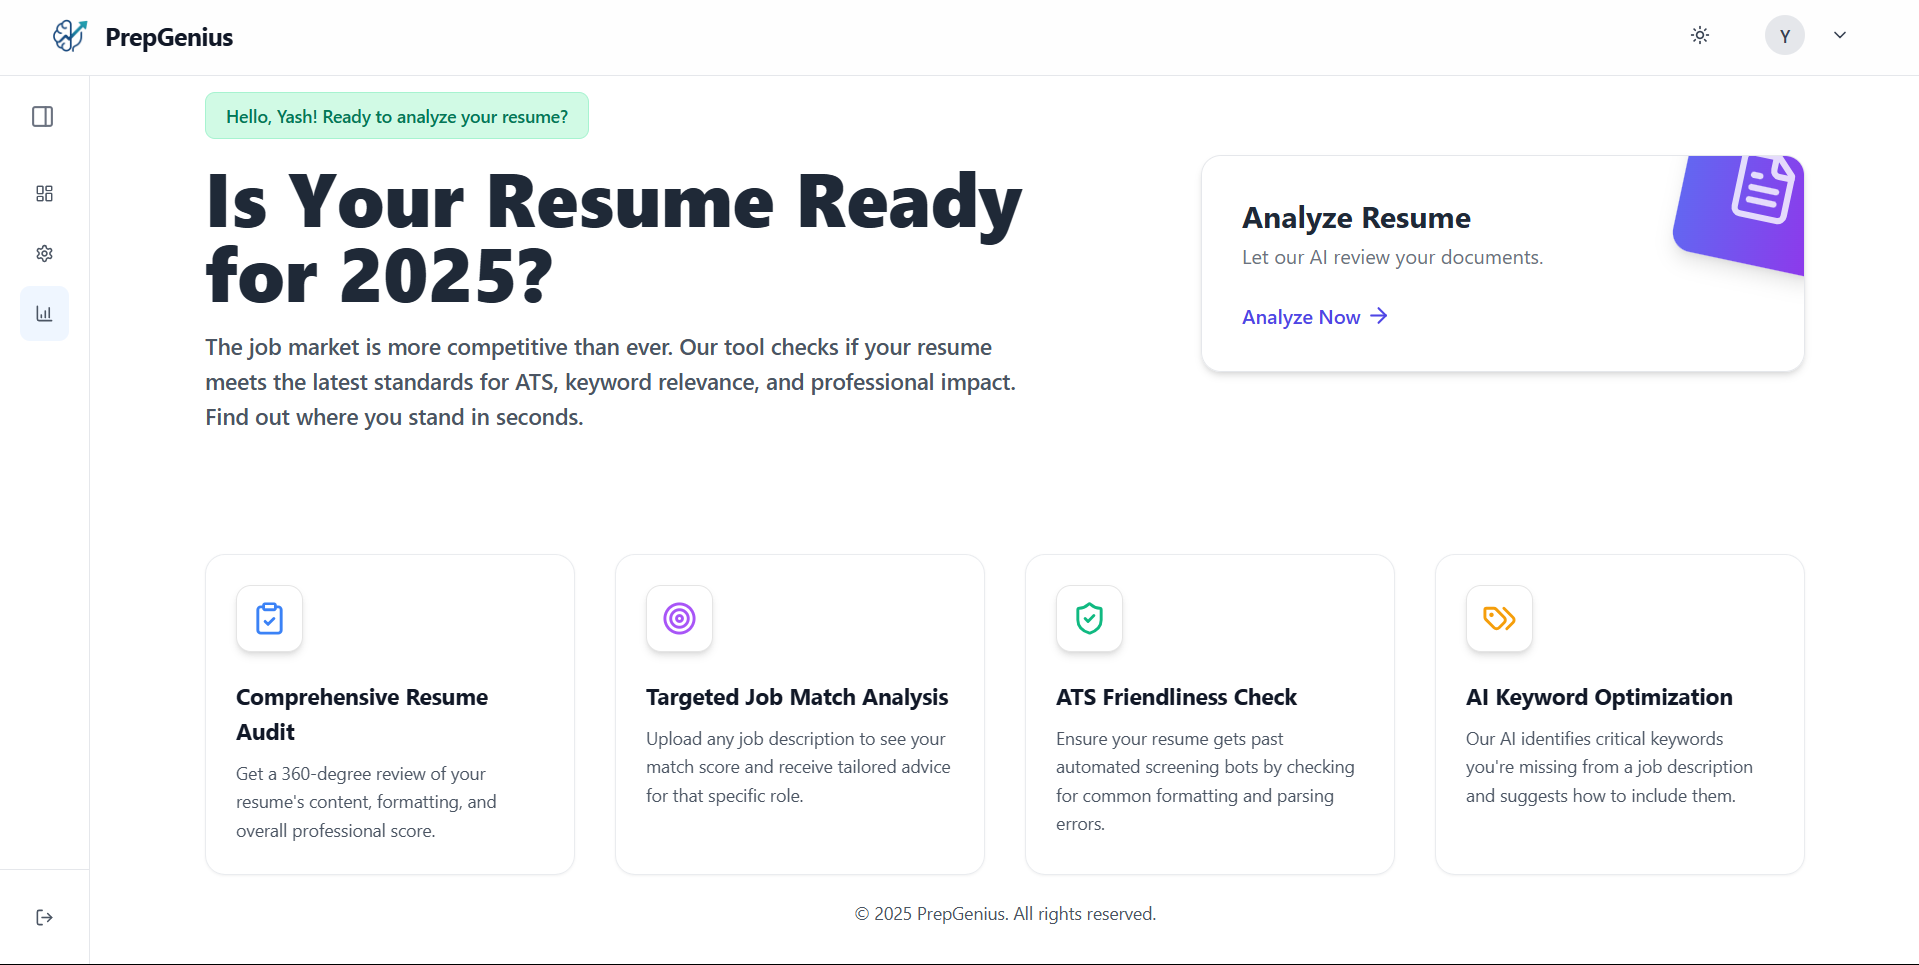 PrepGenius
Y
Hello, Yash! Ready to analyze your resume?
Is Your Resume Ready
for 2025?
The job market is more competitive than ever. Our tool checks if your resume
meets the latest standards for ATS, keyword relevance, and professional impact.
Find out where you stand in seconds.
Analyze Resume
Let our AI review your documents.
Analyze Now
Comprehensive Resume
Audit
Get a 360-degree review of your
resume's content, formatting, and
overall professional score.
Targeted Job Match Analysis
Upload any job description to see your
match score and receive tailored advice
for that specific role.
ATS Friendliness Check
Ensure your resume gets past
automated screening bots by checking
for common formatting and parsing
errors.
AI Keyword Optimization
Our AI identifies critical keywords
you're missing from a job description
and suggests how to include them.
© 2025 PrepGenius. All rights reserved.